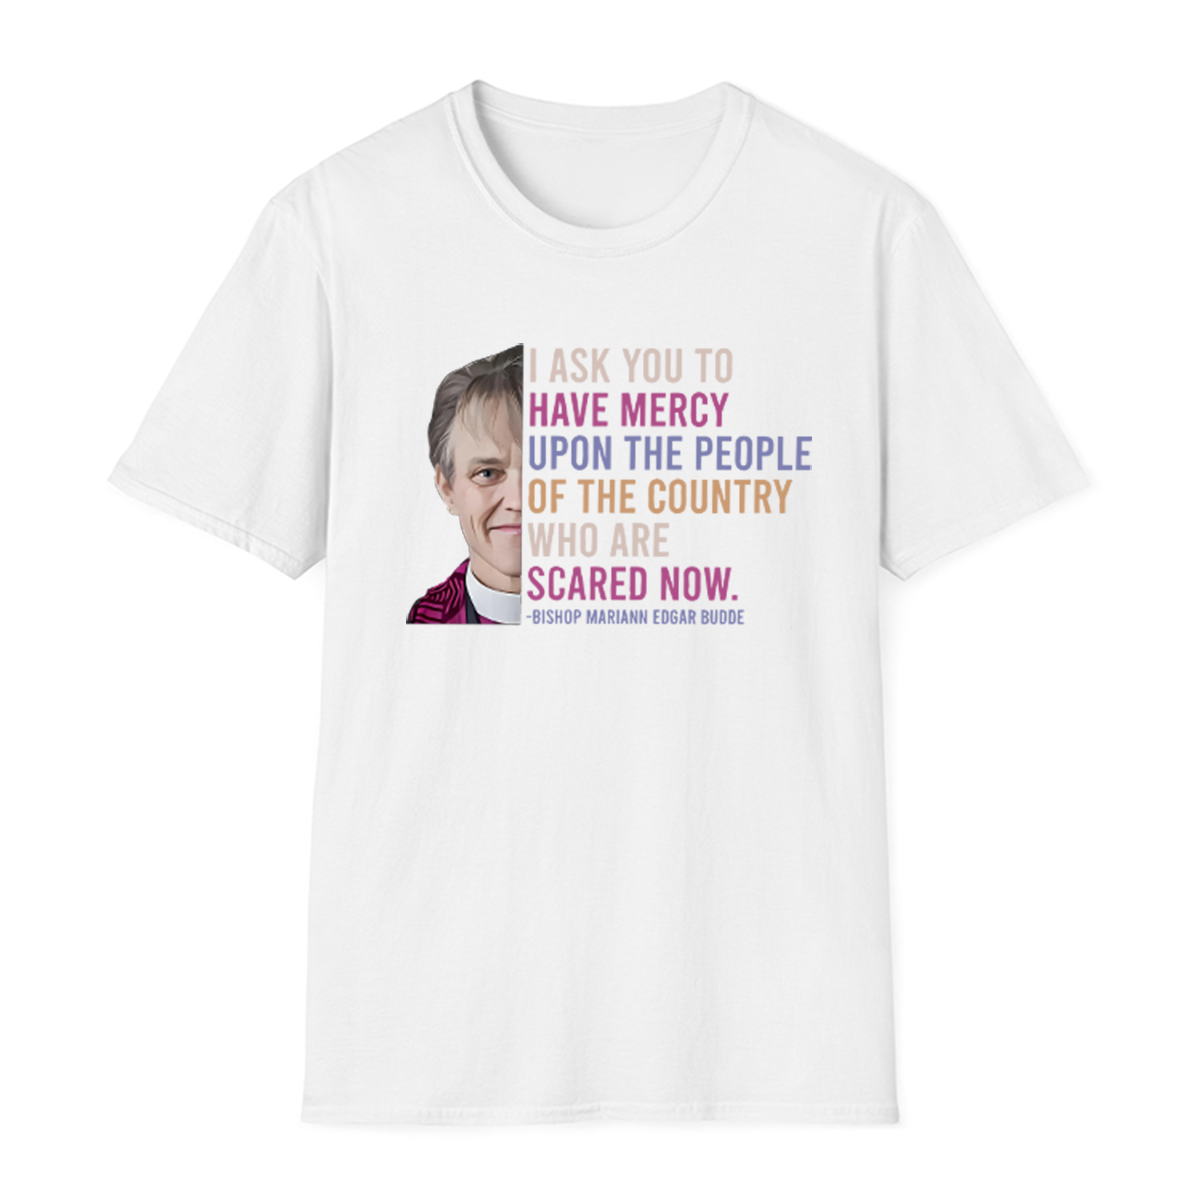 I ASK YOU TO
HAVE MERCY
UPON THE PEOPLE
OF THE COUNTRY
WHO ARE
SCARED NOW.
-BISHOP MARIANN EDGAR BUDDE